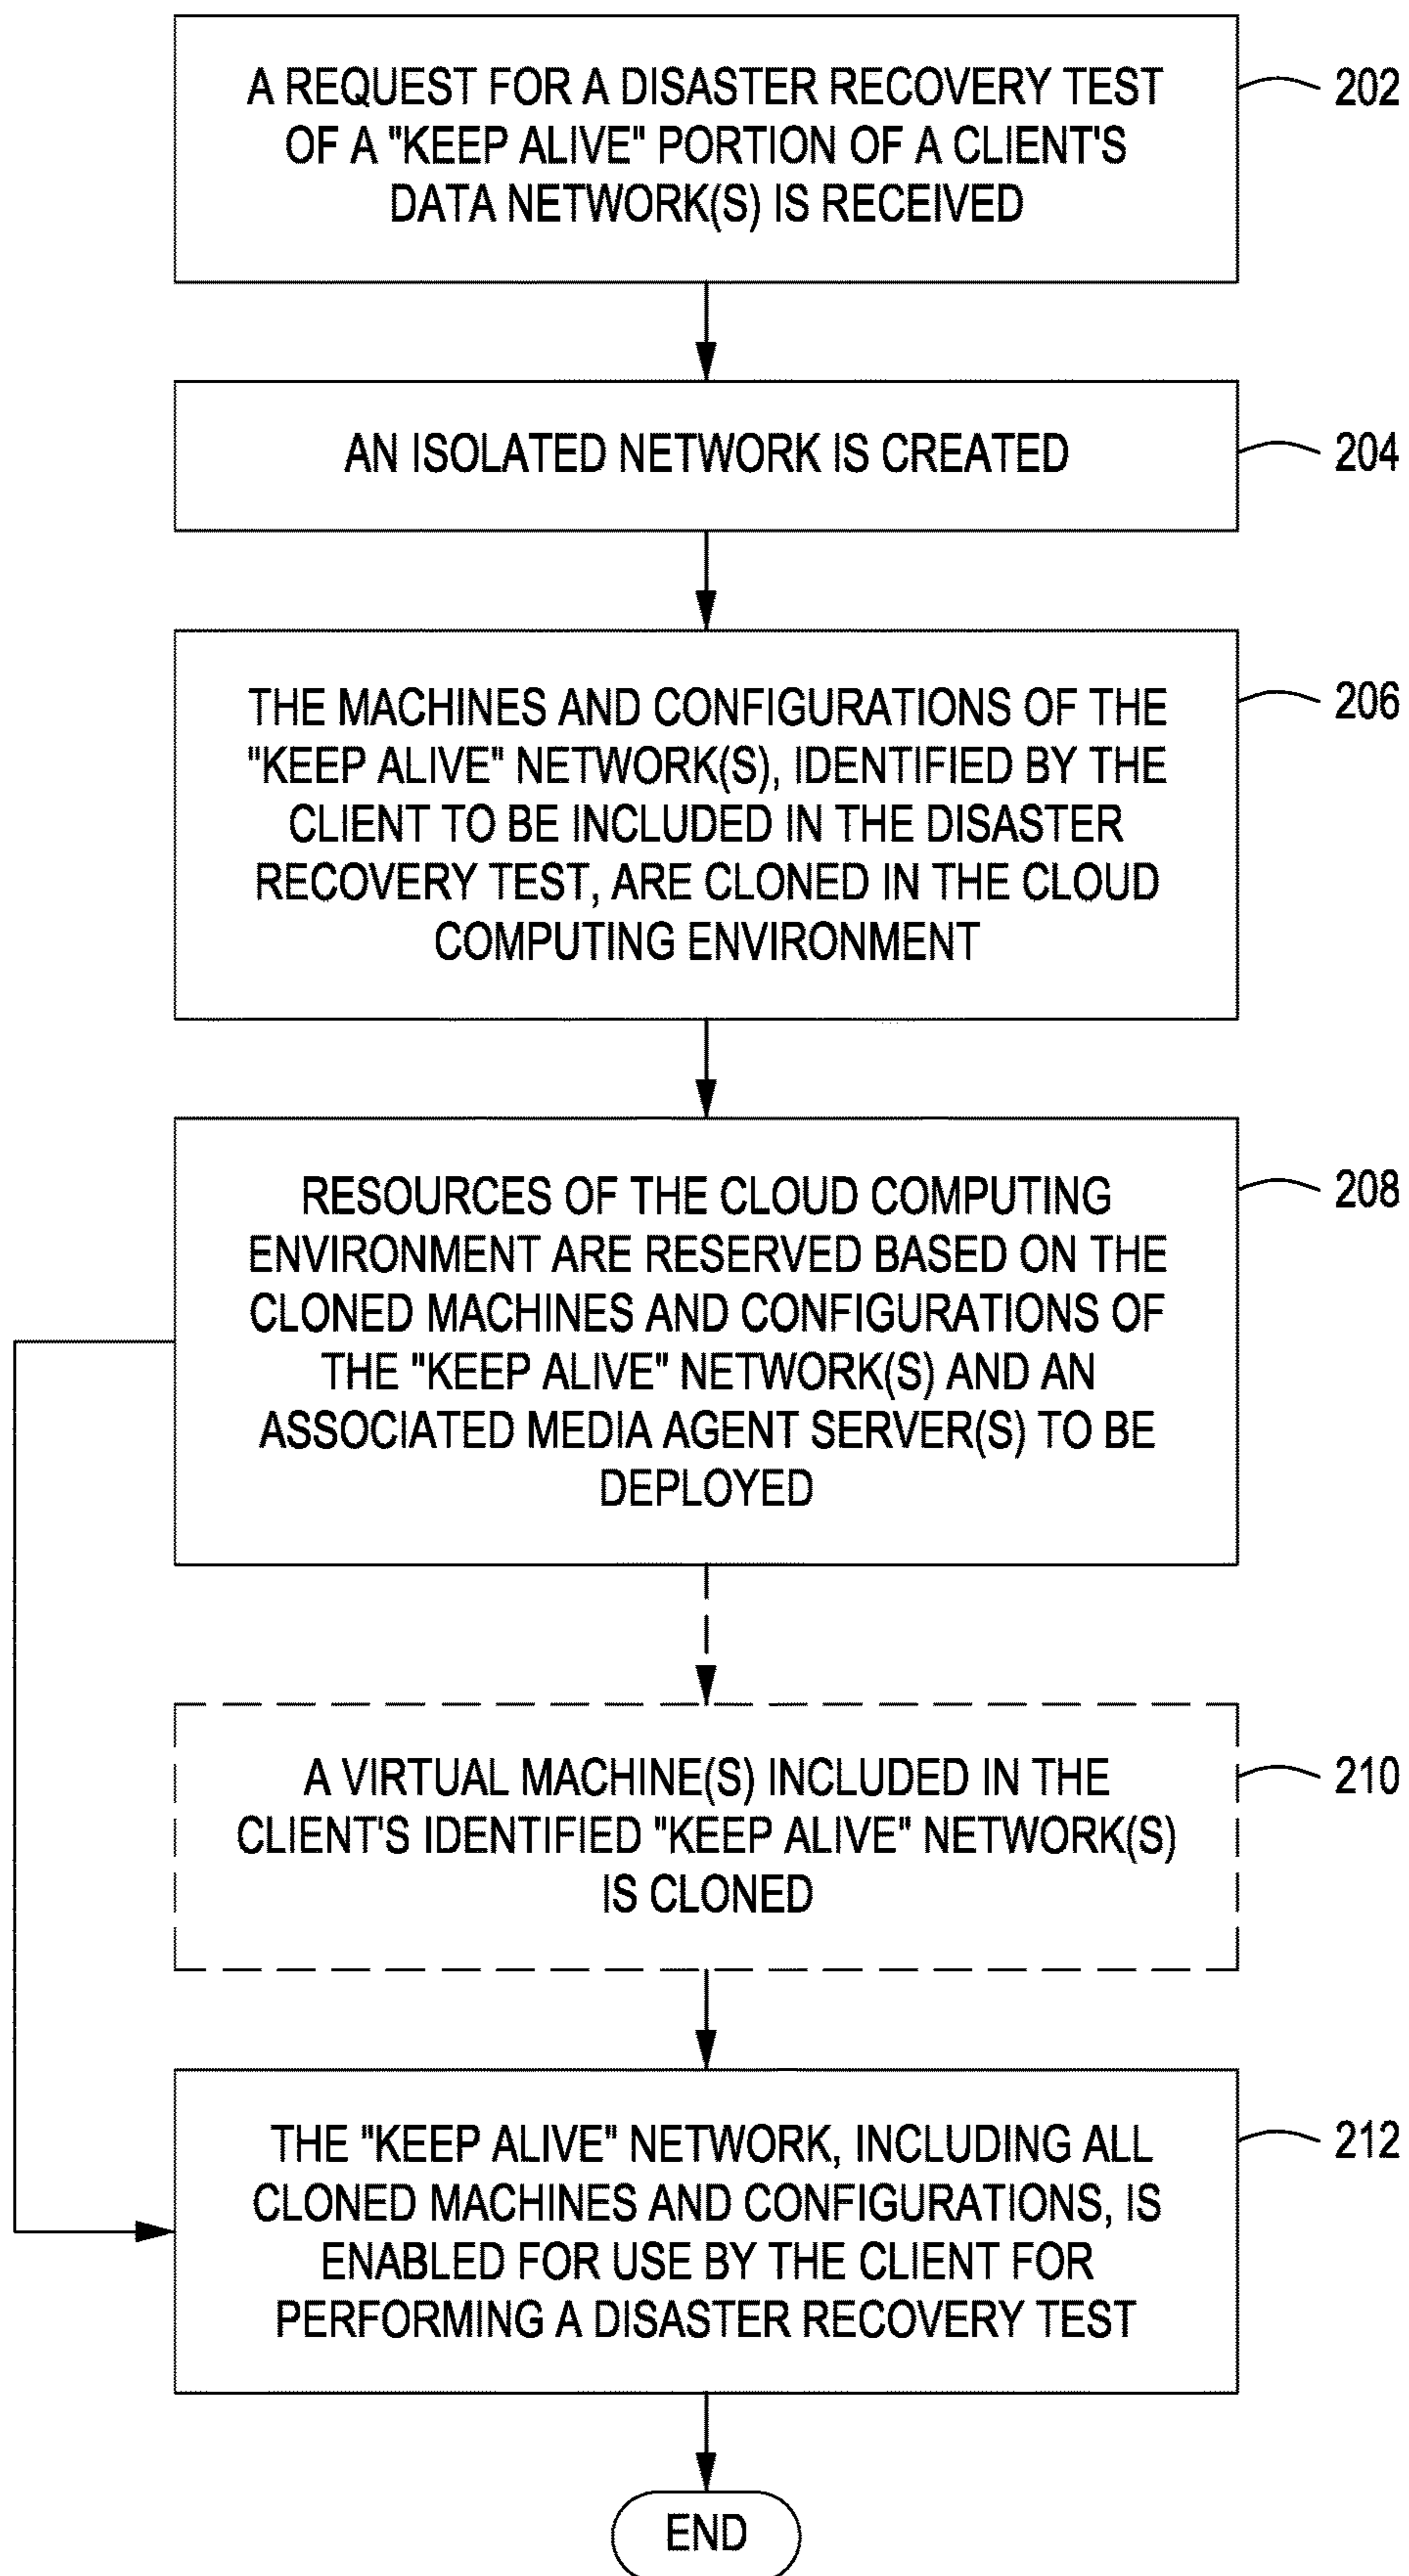 A REQUEST FOR A DISASTER RECOVERY TEST
OF A "KEEP ALIVE" PORTION OF A CLIENT'S
DATA NETWORK(S) IS RECEIVED
202
AN ISOLATED NETWORK IS CREATED
204
THE MACHINES AND CONFIGURATIONS OF THE
"KEEP ALIVE" NETWORK(S), IDENTIFIED BY THE
CLIENT TO BE INCLUDED IN THE DISASTER
RECOVERY TEST, ARE CLONED IN THE CLOUD
COMPUTING ENVIRONMENT
206
RESOURCES OF THE CLOUD COMPUTING
ENVIRONMENT ARE RESERVED BASED ON THE
CLONED MACHINES AND CONFIGURATIONS OF
THE "KEEP ALIVE" NETWORK(S) AND AN
ASSOCIATED MEDIA AGENT SERVER(S) TO BE
DEPLOYED
208
A VIRTUAL MACHINE(S) INCLUDED IN THE
CLIENT'S IDENTIFIED "KEEP ALIVE" NETWORK(S)
IS CLONED
210
THE "KEEP ALIVE" NETWORK, INCLUDING ALL
CLONED MACHINES AND CONFIGURATIONS, IS
ENABLED FOR USE BY THE CLIENT FOR
PERFORMING A DISASTER RECOVERY TEST
212
END